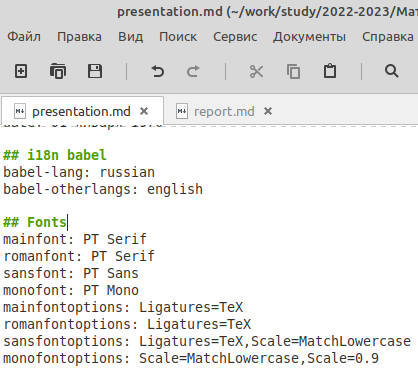 presentation.md (~/work/study/2022-2023/Мат
Файл Правка Вид Поиск Сервис Документы Справка
presentation.md × report.md ×
## i18n babel
babel-lang: russian
babel-otherlangs: english
## Fonts
mainfont: PT Serif
romanfont: PT Serif
sansfont: PT Sans
monofont: PT Mono
mainfontoptions: Ligatures=TeX
romanfontoptions: Ligatures=TeX
sansfontoptions: Ligatures=TeX,Scale=MatchLowercase
monofontoptions: Scale=MatchLowercase,Scale=0.9